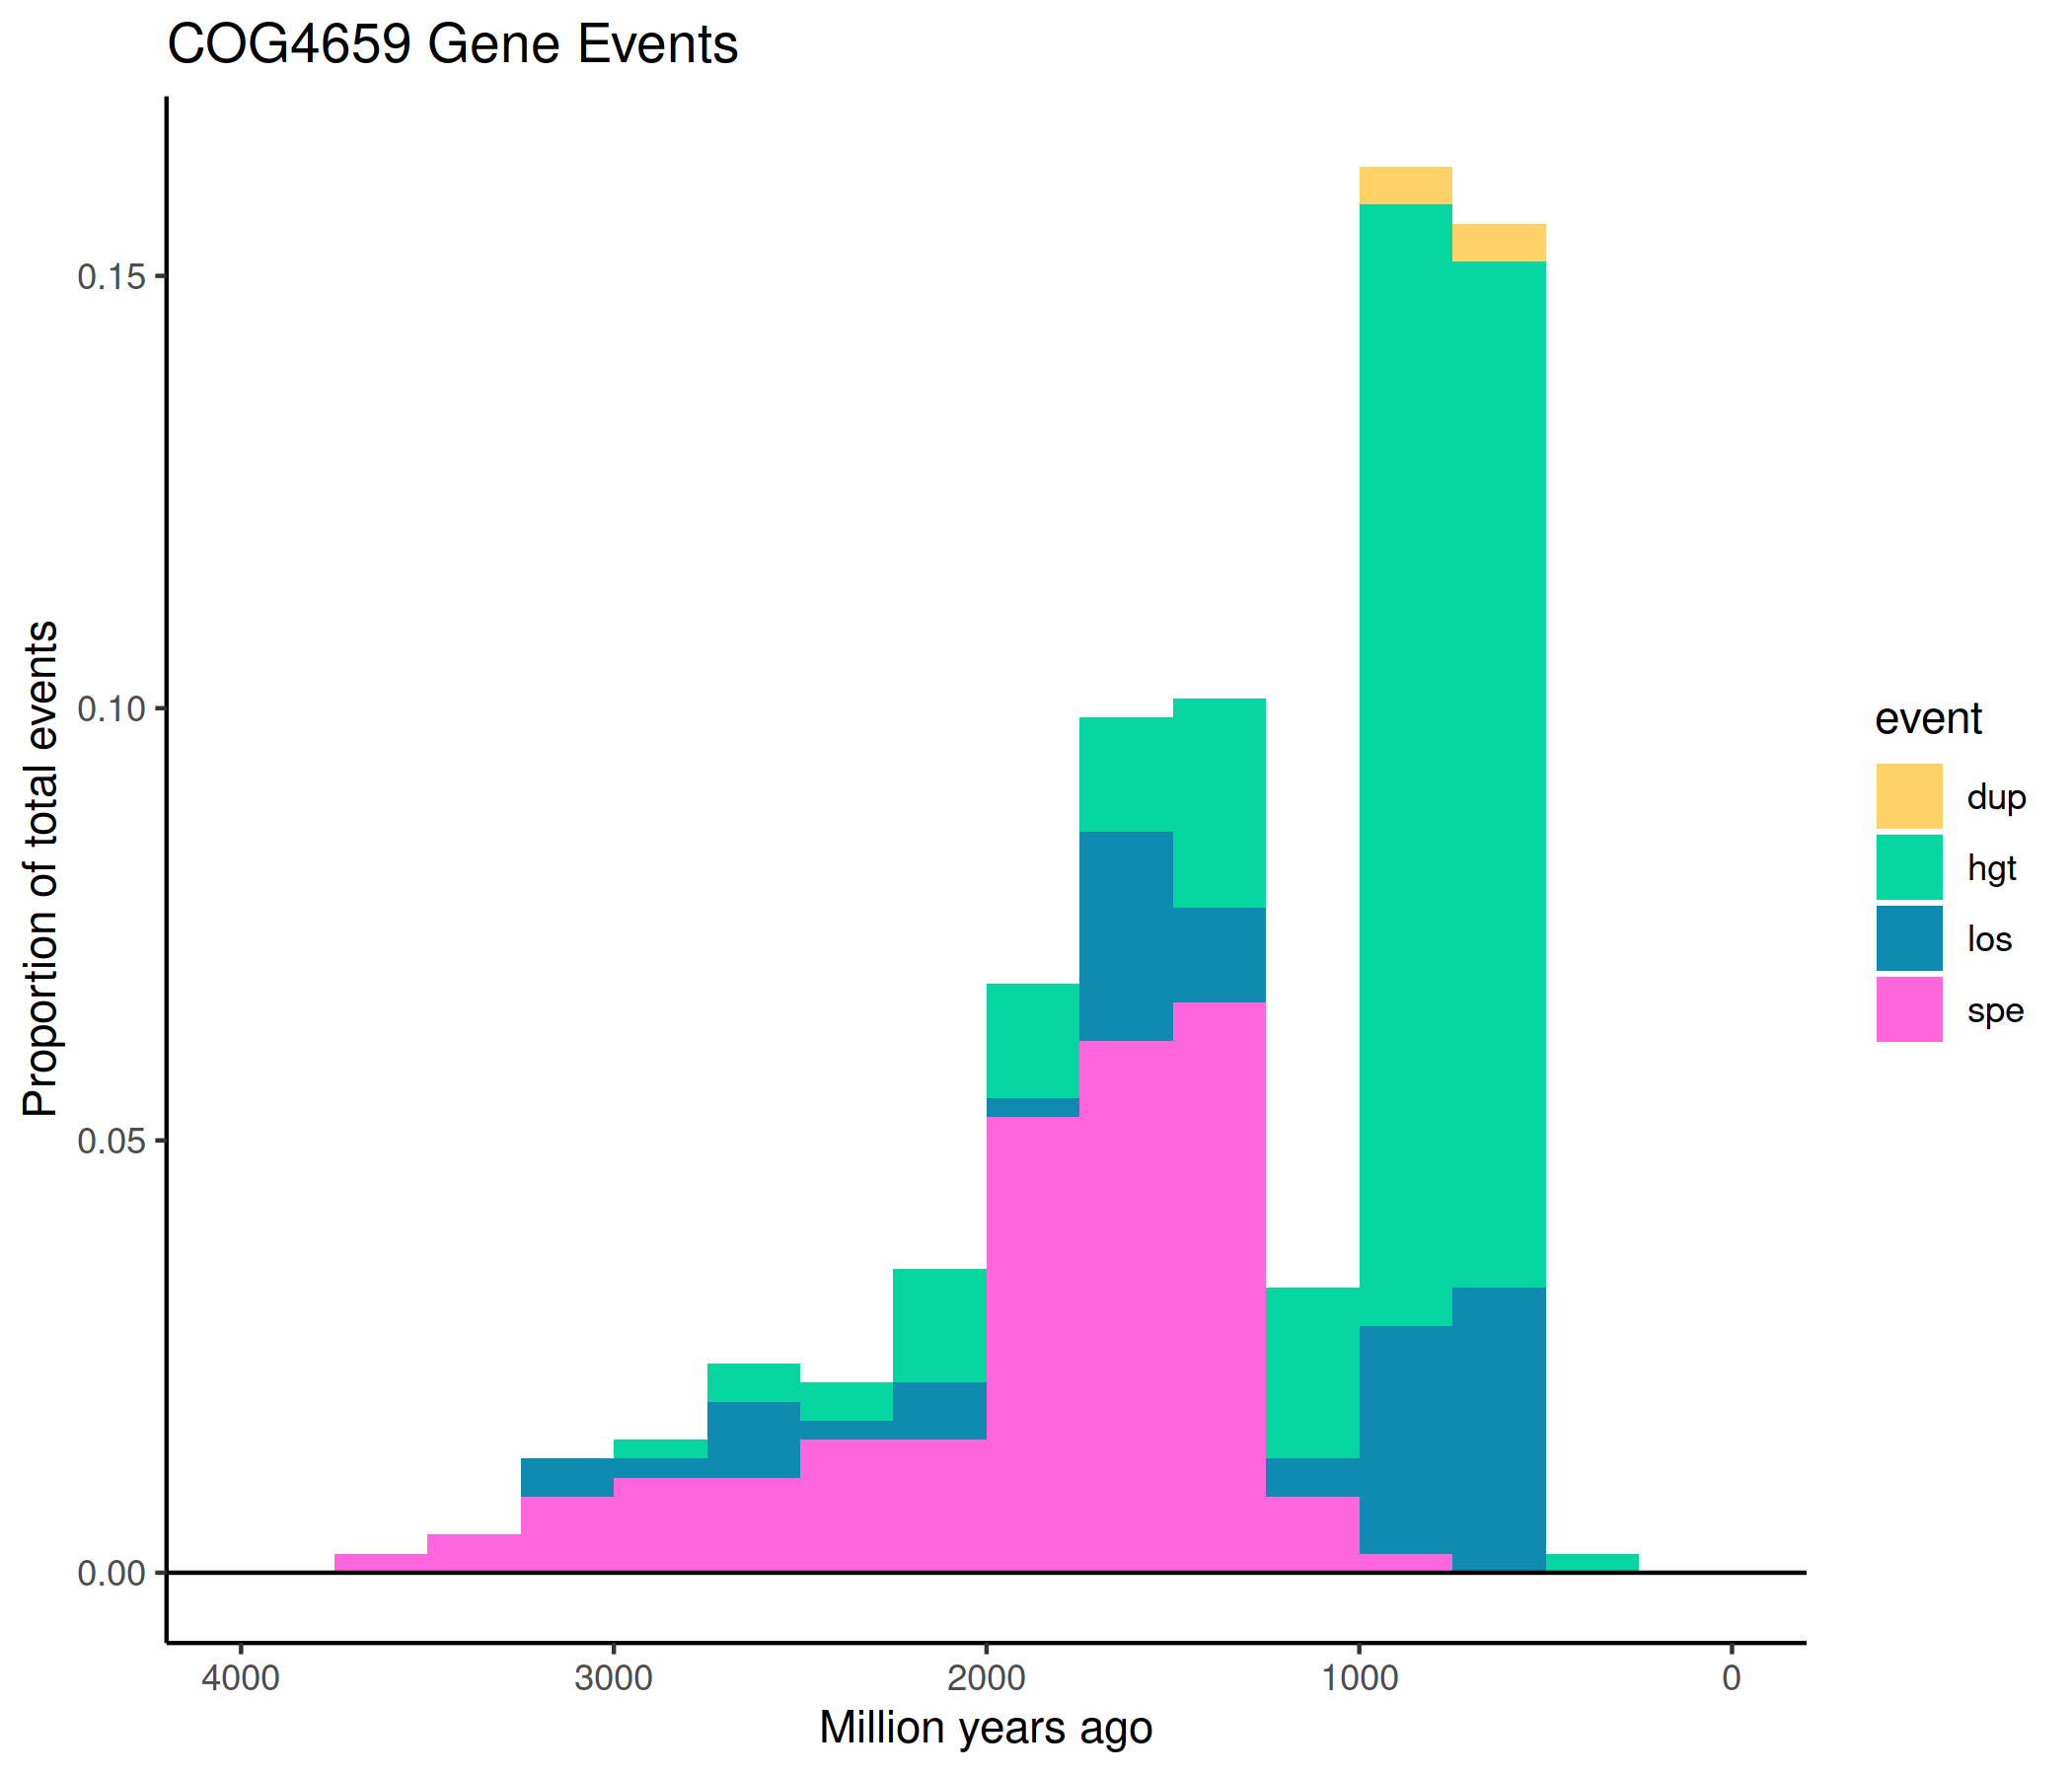 COG4659 Gene Events
Proportion of total events
0.15
0.10
0.05
0.00
4000 3000 2000 1000 0
Million years ago
event
dup
hgt
los
spe